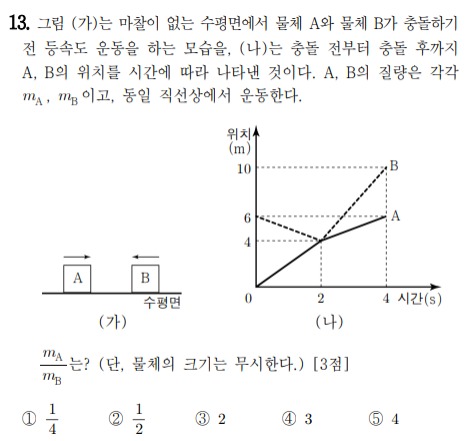 13. 그림 (가)는 마찰이 없는 수평면에서 물체 A와 물체 B가 충돌하기
전 등속도 운동을 하는 모습을, (나)는 충돌 전부터 충돌 후까지
A, B의 위치를 시간에 따라 나타낸 것이다. A, B의 질량은 각각
m_A, m_B이고, 동일 직선상에서 운동한다.
A
B
수평면
(가)
위치
(m)
10
6
4
0
2
4
시간(s)
B
A
(나)
m_A/m_B는? (단, 물체의 크기는 무시한다.) [3점]
① 1/4 ② 1/2 ③ 2 ④ 3 ⑤ 4